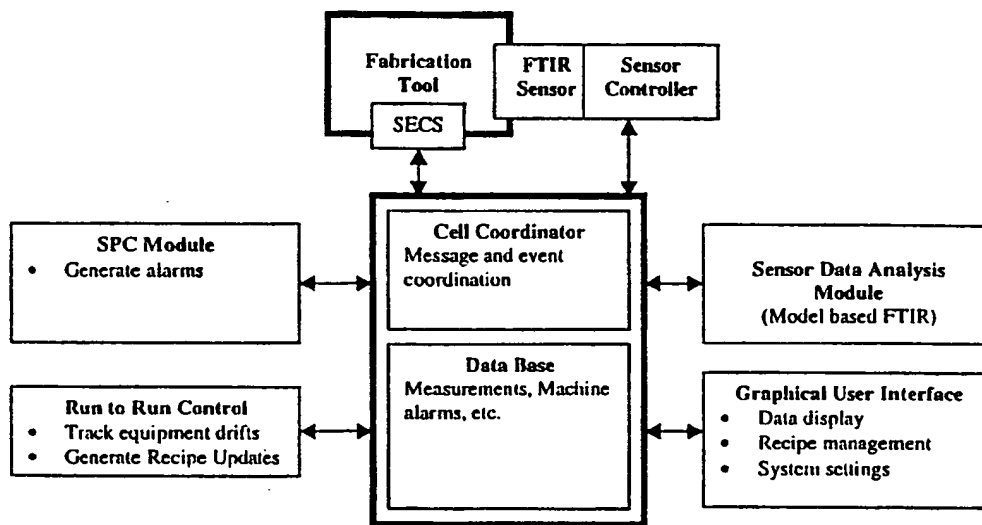 Fabrication
Tool
SECS
FTIR
Sensor
Sensor
Controller
SPC Module
• Generate alarms
Cell Coordinator
Message and event
coordination
Sensor Data Analysis
Module
(Model based FTIR)
Run to Run Control
• Track equipment drifts
• Generate Recipe Updates
Data Base
Measurements, Machine
alarms, etc.
Graphical User Interface
• Data display
• Recipe management
• System settings